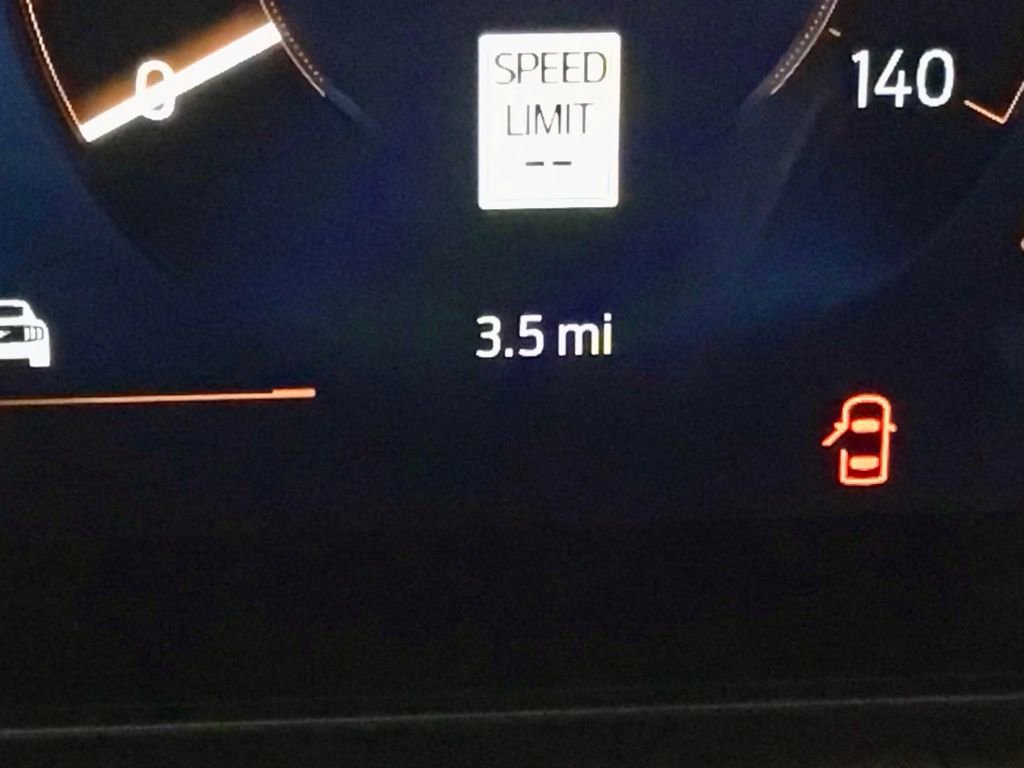 0
SPEED
LIMIT
--
140
3.5 mi